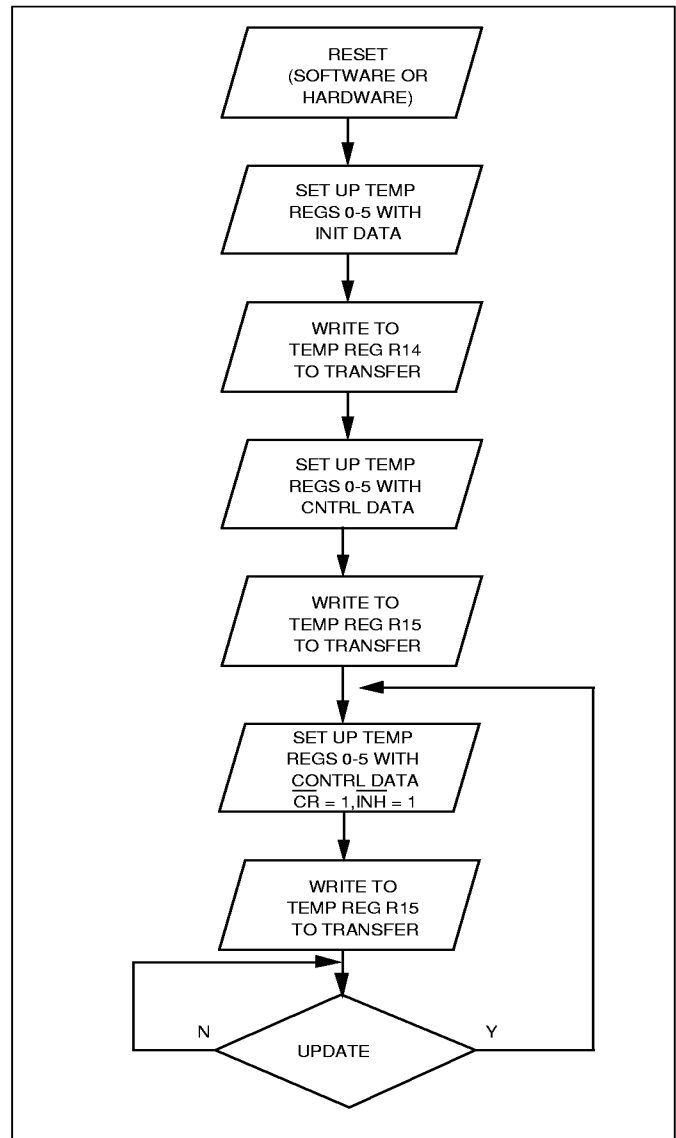 RESET
(SOFTWARE OR
HARDWARE)
SET UP TEMP
REGS 0-5 WITH
INIT DATA
WRITE TO
TEMP REG R14
TO TRANSFER
SET UP TEMP
REGS 0-5 WITH
CNTRL DATA
WRITE TO
TEMP REG R15
TO TRANSFER
SET UP TEMP
REGS 0-5 WITH
CONTRL DATA
C̅R̅ = 1,I̅N̅H̅ = 1
WRITE TO
TEMP REG R15
TO TRANSFER
N
UPDATE
Y